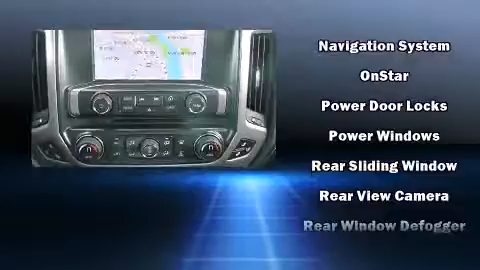 Navigation System
OnStar
Power Door Locks
Power Windows
Rear Sliding Window
Rear View Camera
Rear Window Defogger